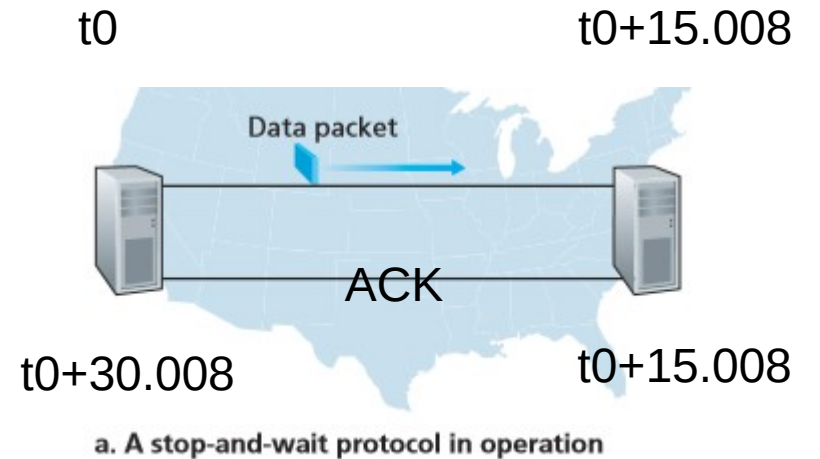 t0
t0+15.008
Data packet
ACK
t0+30.008
t0+15.008
a. A stop-and-wait protocol in operation